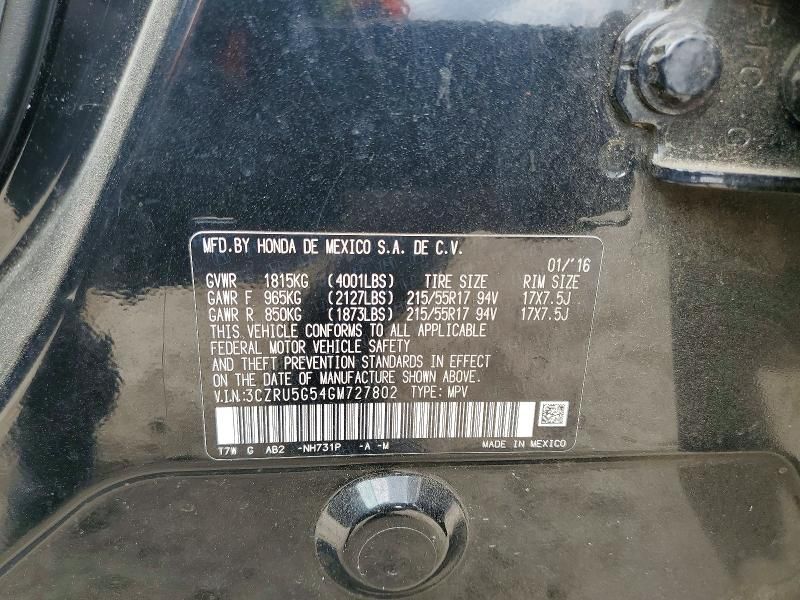 MFD.BY HONDA DE MEXICO S.A. DE C.V.
01/'16
GVWR 1815KG (4001LBS) TIRE SIZE RIM SIZE
GAWR F 965KG (2127LBS) 215/55R17 94V 17X7.5J
GAWR R 850KG (1873LBS) 215/55R17 94V 17X7.5J
THIS VEHICLE CONFORMS TO ALL APPLICABLE
FEDERAL MOTOR VEHICLE SAFETY
AND THEFT PREVENTION STANDARDS IN EFFECT
ON THE DATE OF MANUFACTURE SHOWN ABOVE.
V.I.N:3CZRU5G54GM727802 TYPE: MPV
T7W G AB2 -NH731P -A -M MADE IN MEXICO